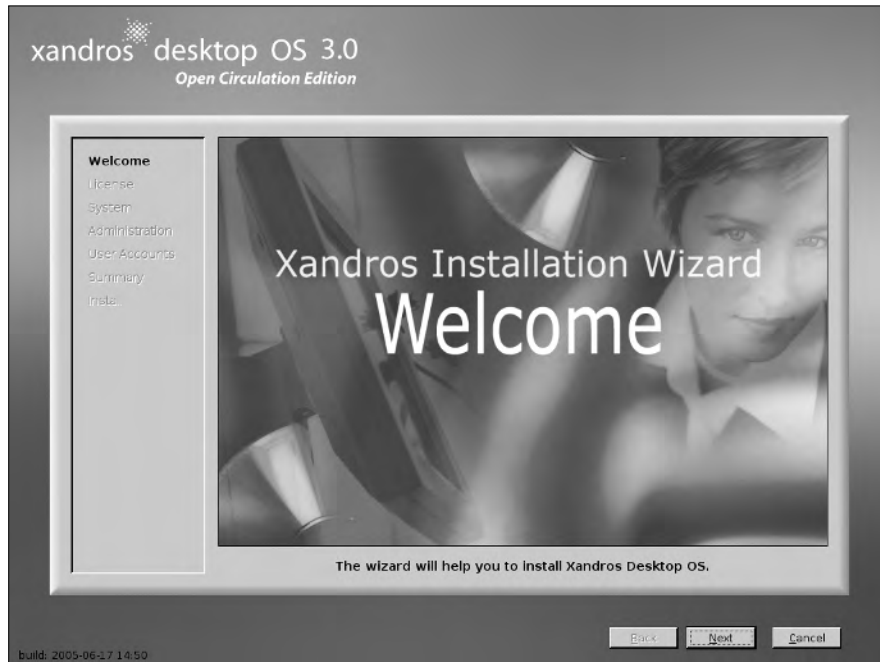 xandros desktop OS 3.0
Open Circulation Edition
Welcome
License
System
Administration
User Accounts
Summary
Install
Xandros Installation Wizard
Welcome
The wizard will help you to install Xandros Desktop OS.
Back Next Cancel
build: 2005-06-17 14:50